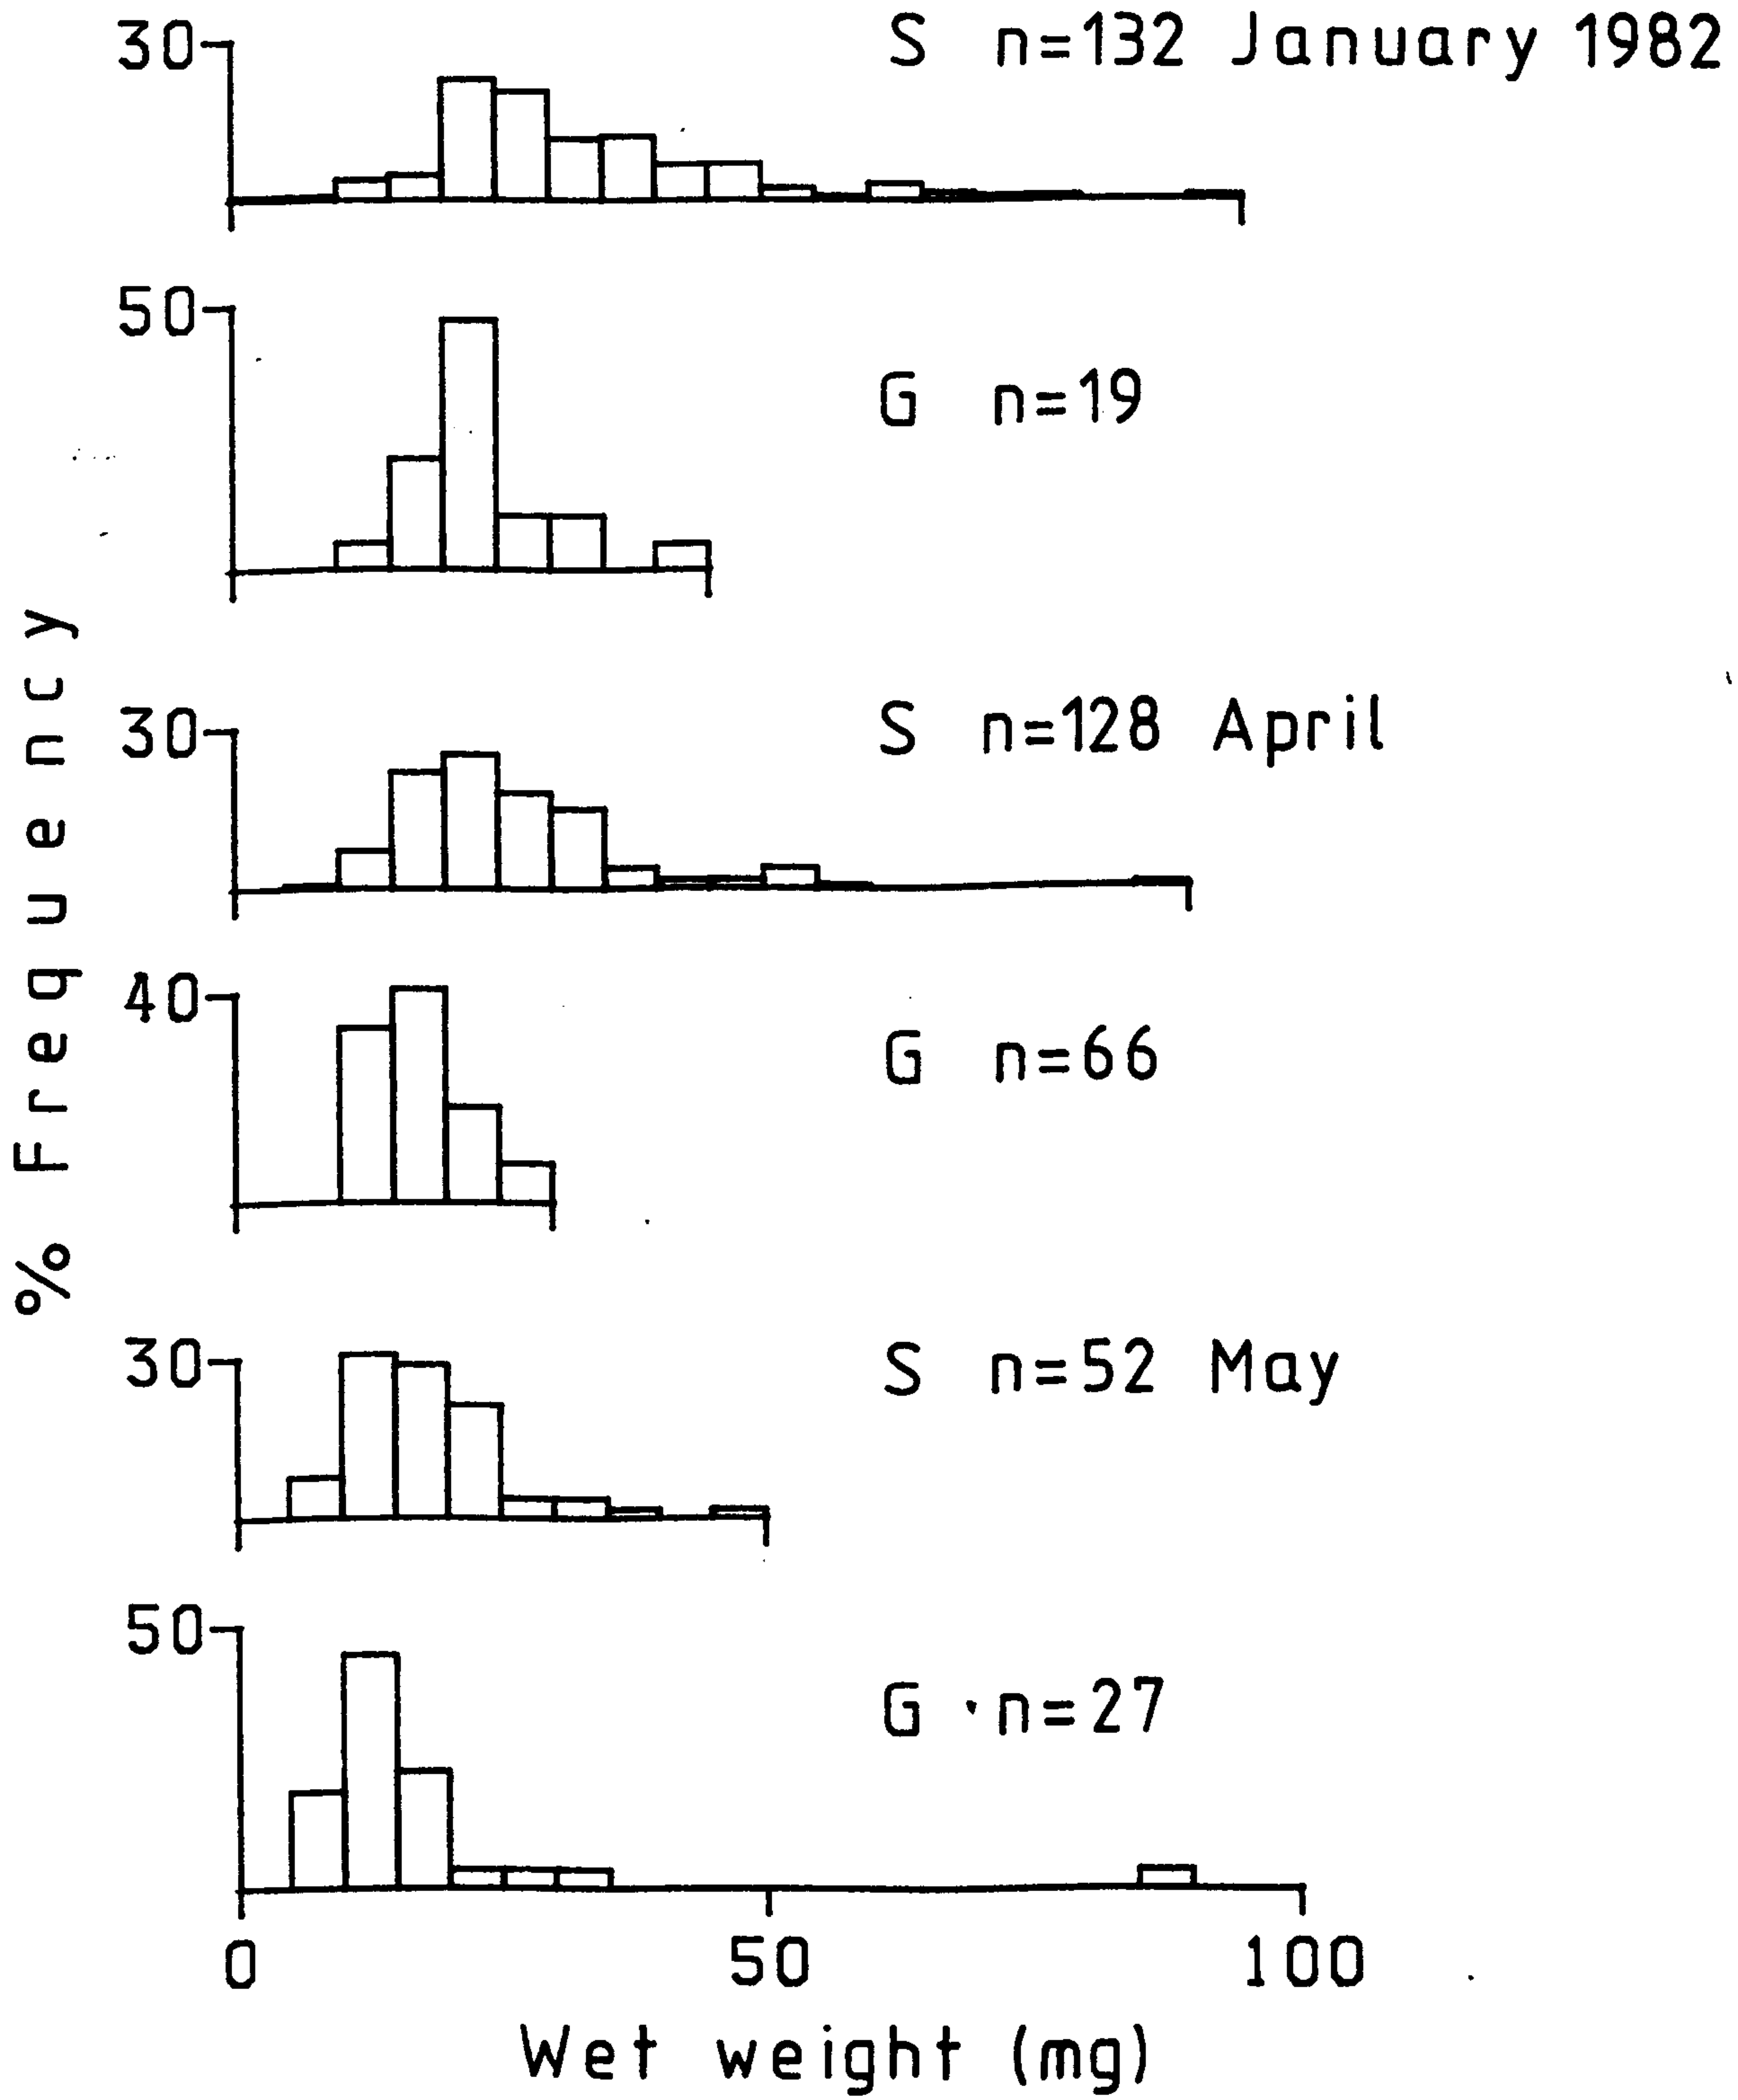 30
S n=132 January 1982
50
G n=19
30
S n=128 April
40
G n=66
30
S n=52 May
50
G n=27
0 50 100
Wet weight (mg)
% Frequency